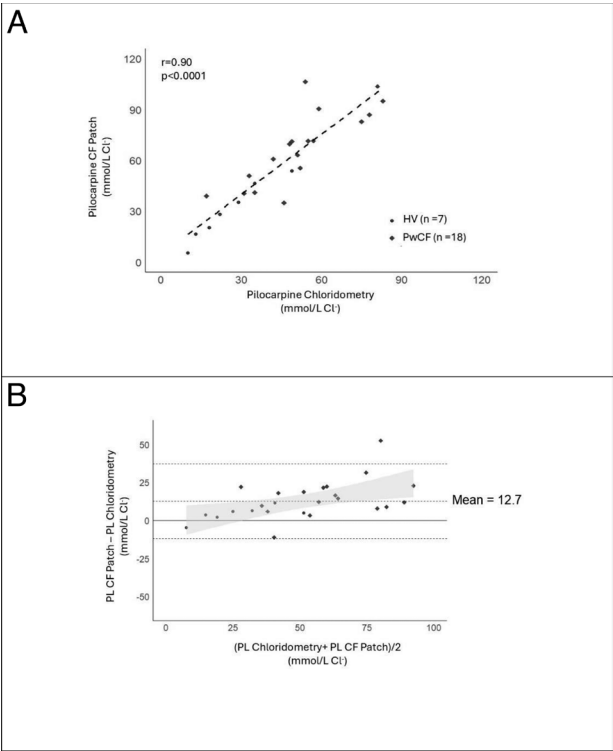 A
r=0.90
p<0.0001
120
90
60
30
0
Pilocarpine CF Patch
(mmol/L Cl-)
HV (n =7)
PwCF (n =18)
0 30 60 90 120
Pilocarpine Chloridometry
(mmol/L Cl-)
B
50
25
0
-25
-50
PL CF Patch – PL Chloridometry
(mmol/L Cl-)
Mean = 12.7
0 25 50 75 100
(PL Chloridometry+ PL CF Patch)/2
(mmol/L Cl-)